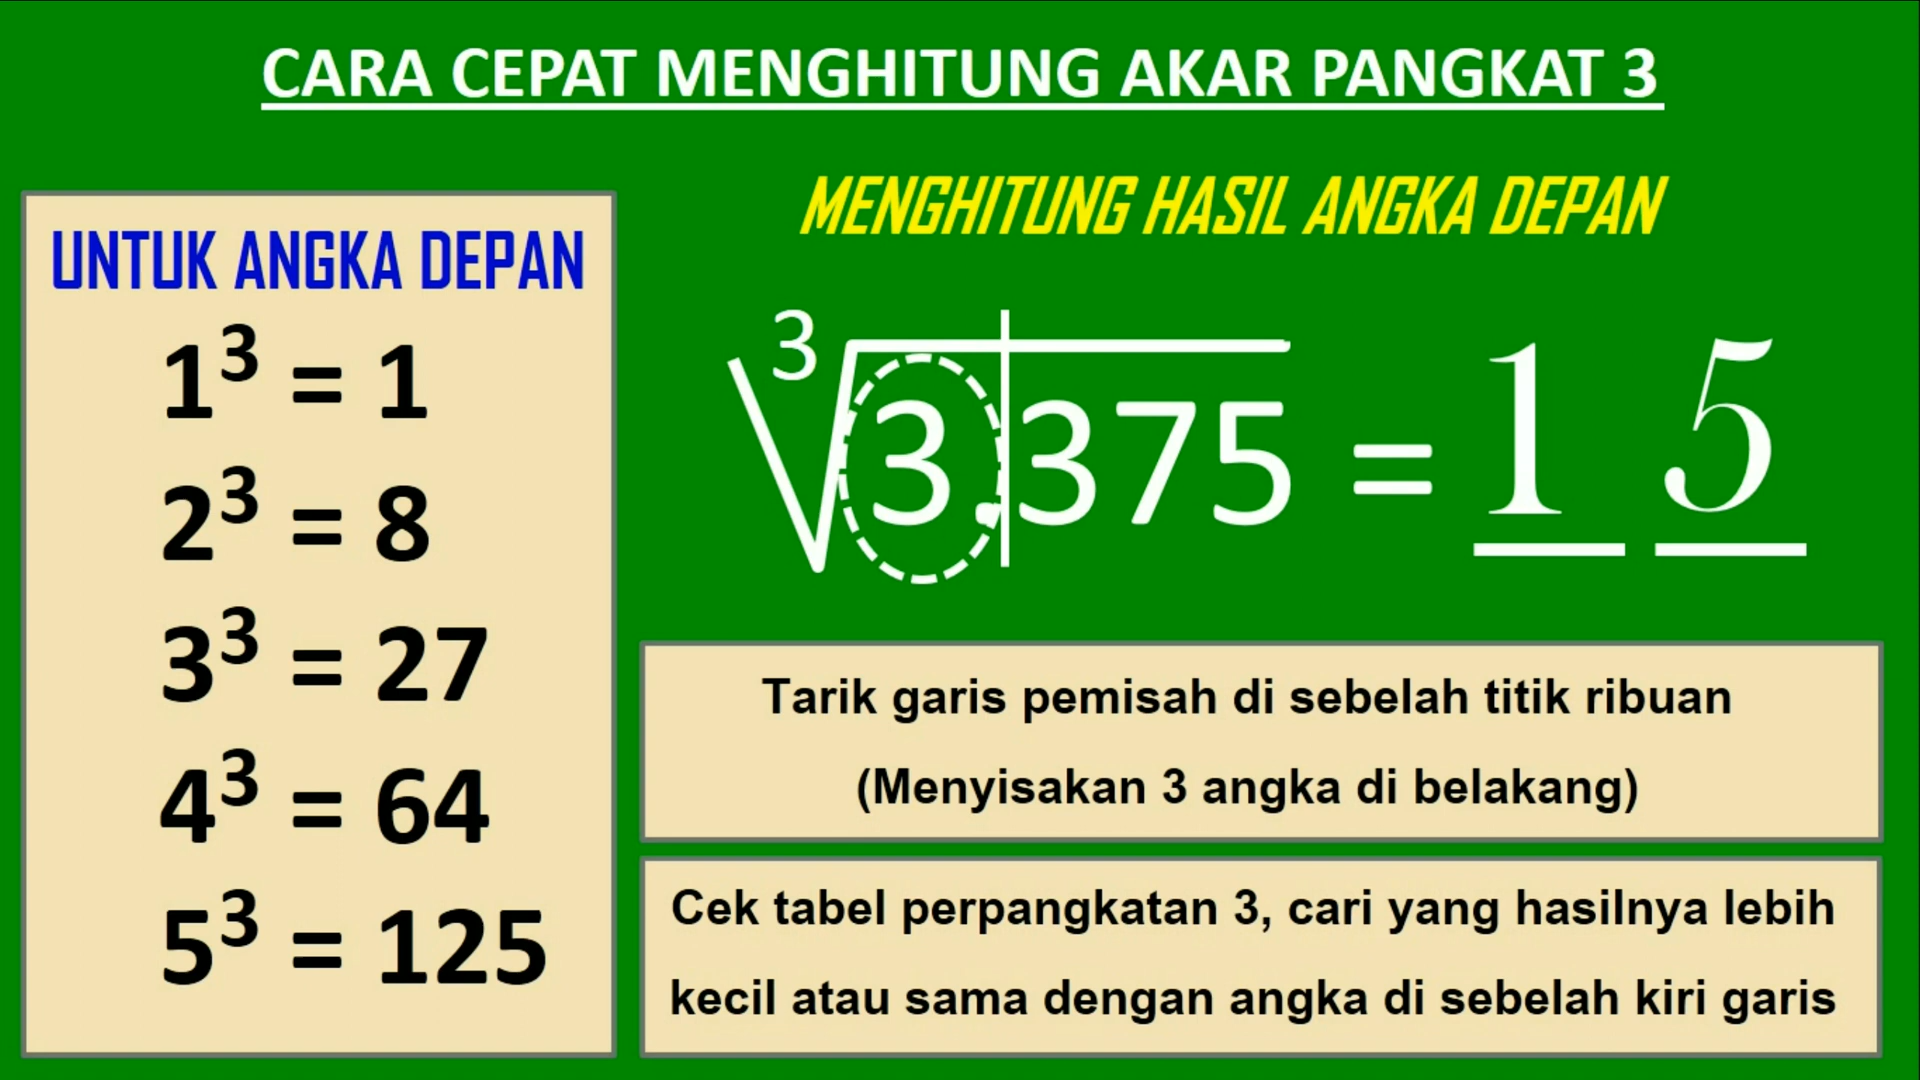 CARA CEPAT MENGHITUNG AKAR PANGKAT 3
UNTUK ANGKA DEPAN
1³ = 1
2³ = 8
3³ = 27
4³ = 64
5³ = 125
MENGHITUNG HASIL ANGKA DEPAN
³√3.375 = 1 5
Tarik garis pemisah di sebelah titik ribuan
(Menyisakan 3 angka di belakang)
Cek tabel perpangkatan 3, cari yang hasilnya lebih
kecil atau sama dengan angka di sebelah kiri garis